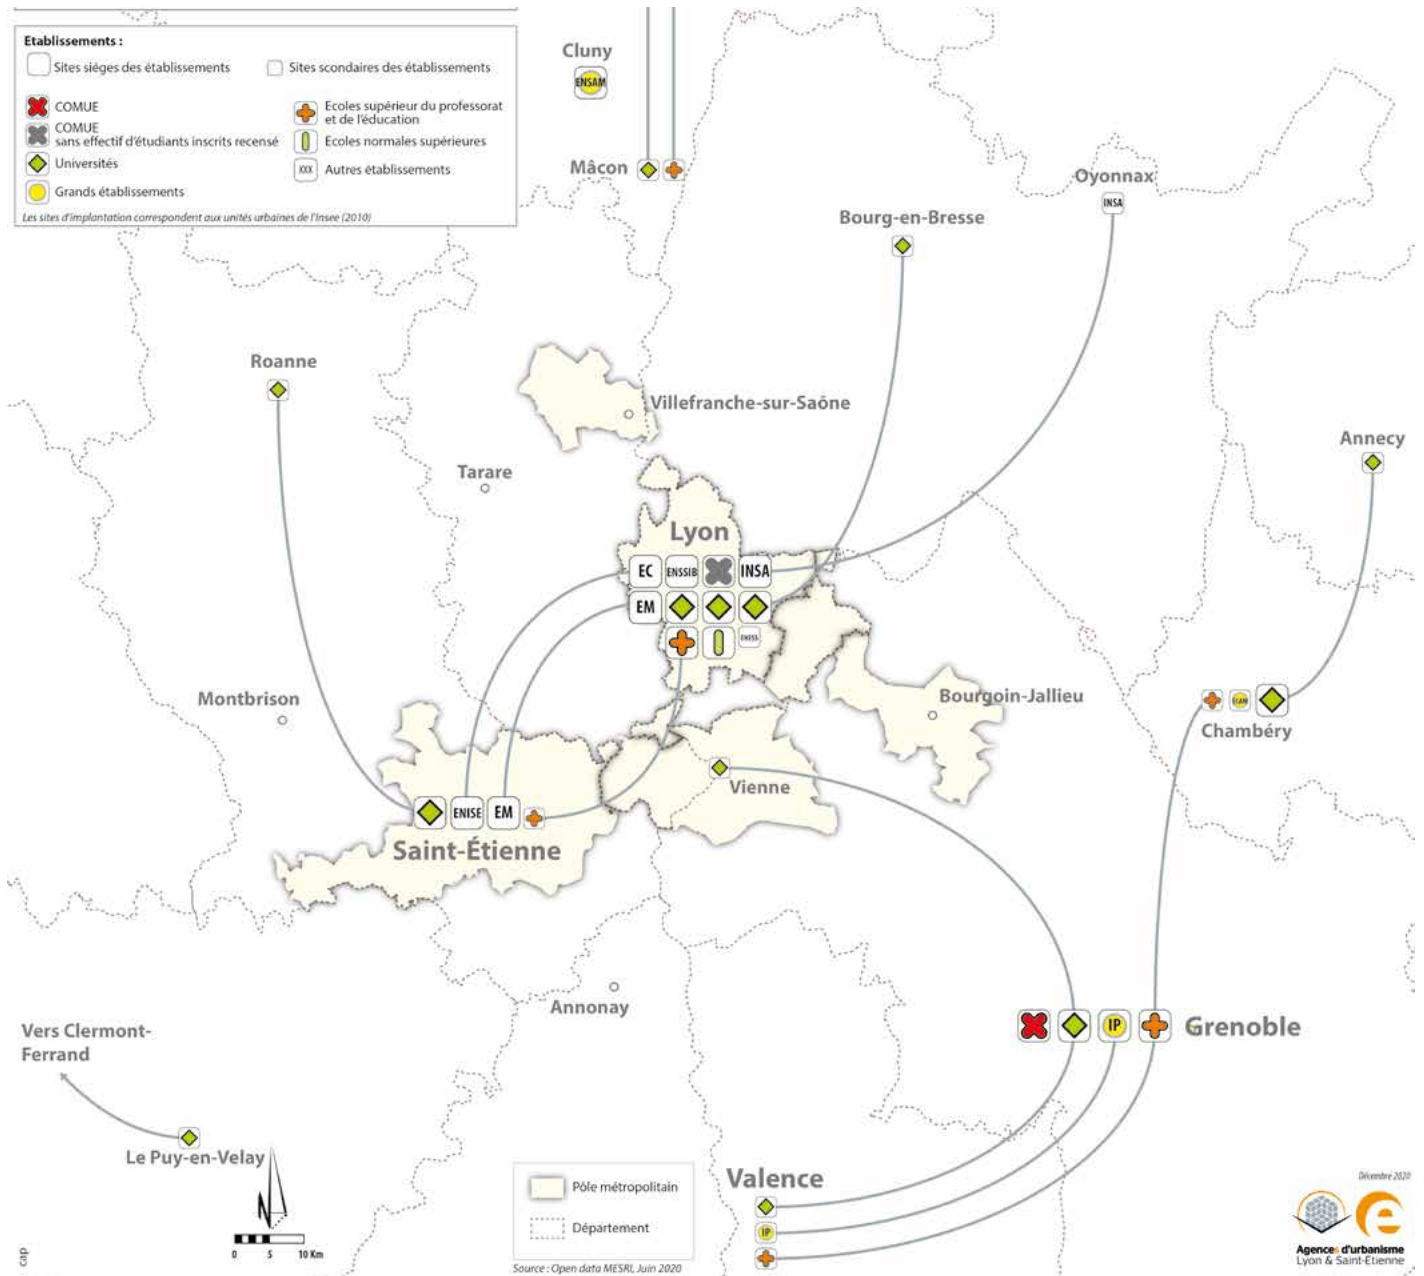 Etablissements :
Sites sièges des établissements
Sites scondaires des établissements
COMUE
COMUE
sans effectif d'étudiants inscrits recensé
Universités
Grands établissements
Ecoles supérieur du professorat
et de l'éducation
Ecoles normales supérieures
XXX Autres établissements
Les sites d'implantation correspondent aux unités urbaines de l'Insee (2010)
Cluny
ENSAM
Mâcon
Oyonnax
INSA
Bourg-en-Bresse
Roanne
Villefranche-sur-Saône
Annecy
Tarare
Lyon
EC ENSSIB INSA
EM
EHESS
Montbrison
Bourgoin-Jallieu
ENSAM
Chambéry
Vienne
ENISE EM
Saint-Étienne
Annonay
IP
Grenoble
Vers Clermont-
Ferrand
Le Puy-en-Velay
N
0 5 10 Km
Pôle métropolitain
Département
Source : Open data MESRI, Juin 2020
Valence
IP
Décembre 2020
Agences d'urbanisme
Lyon & Saint-Etienne
cap